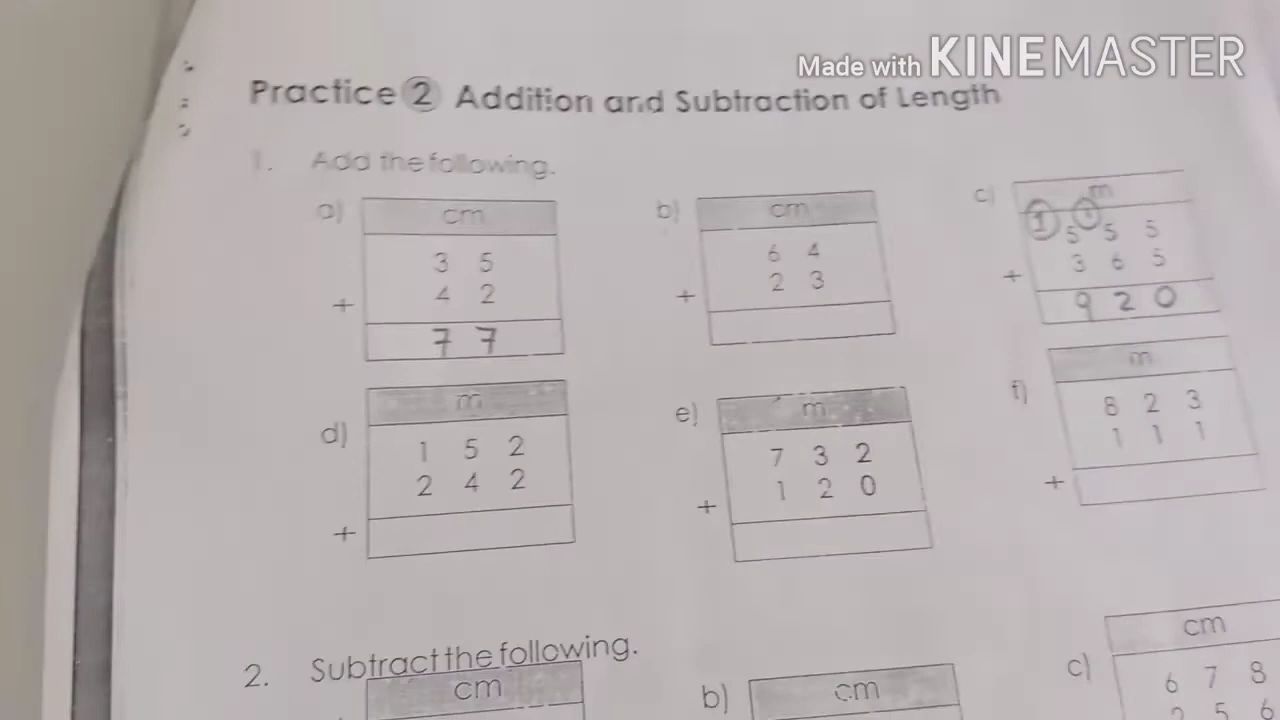 Made with KINEMASTER
Practice 2 Addition and Subtraction of Length
1. Add the following.
a) cm
3 5
+ 4 2
7 7
b) cm
6 4
+ 2 3
c) m
1 1
5 5 5
+ 3 6 5
9 2 0
d) m
1 5 2
+ 2 4 2
e) m
7 3 2
+ 1 2 0
f) m
8 2 3
+ 1 1 1
2. Subtract the following.
cm
b) cm
c) cm
6 7 8
2 5 6